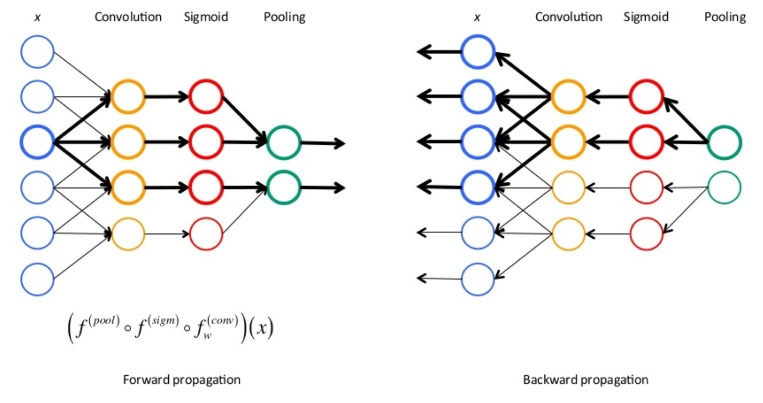 x Convolution Sigmoid Pooling
x Convolution Sigmoid Pooling
(f^(pool) ∘ f^(sigm) ∘ f_w^(conv))(x)
Forward propagation
Backward propagation